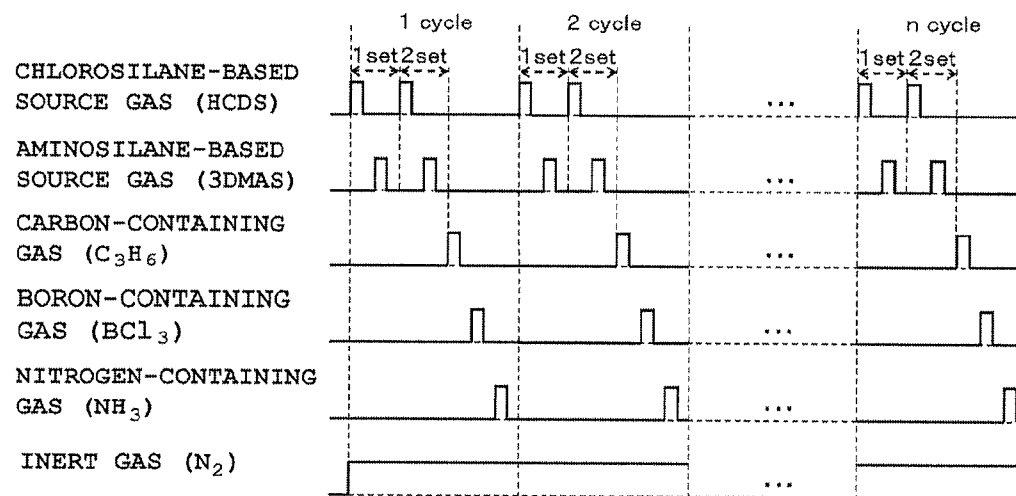 1 cycle 2 cycle n cycle
1set 2set 1set 2set 1set 2set
CHLOROSILANE-BASED
SOURCE GAS (HCDS)
...
AMINOSILANE-BASED
SOURCE GAS (3DMAS)
...
CARBON-CONTAINING
GAS (C₃H₆)
...
BORON-CONTAINING
GAS (BCl₃)
...
NITROGEN-CONTAINING
GAS (NH₃)
...
INERT GAS (N₂)
...